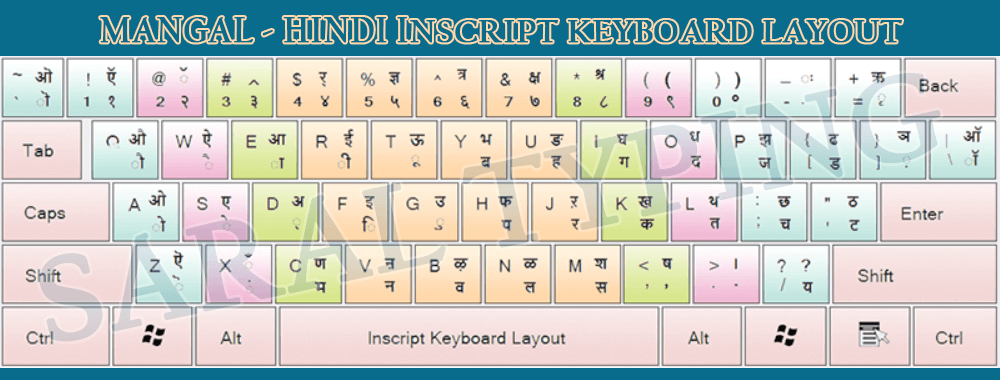 MANGAL - HINDI INSCRIPT KEYBOARD LAYOUT
~ ऒ ! ऍ @ ॅ # ्र $ र् % ज्ञ ^ त्र & क्ष * श्र ( ( ) ) _ ः + ऋ Back
` ॊ 1 १ 2 २ 3 ३ 4 ४ 5 ५ 6 ६ 7 ७ 8 ८ 9 ९ 0 ० - - = ृ
Tab Q औ W ऐ E आ R ई T ऊ Y भ U ङ I घ O ध P झ { ढ } ञ | ऑ
ौ ै ा ी ू ब ह ग द ज [ ड ] ़ \ ॉ
Caps A ओ S ए D अ F इ G उ H फ J ऱ K ख L थ : छ " ठ Enter
ो े ् ि ु प र क त ; च ' ट
Shift Z ऎ X ँ C ण V ऩ B ऴ N ळ M श < ष > । ? ? Shift
ॆ ं म न व ल स , , . . / य
Ctrl Alt Inscript Keyboard Layout Alt Ctrl
SARAL TYPING